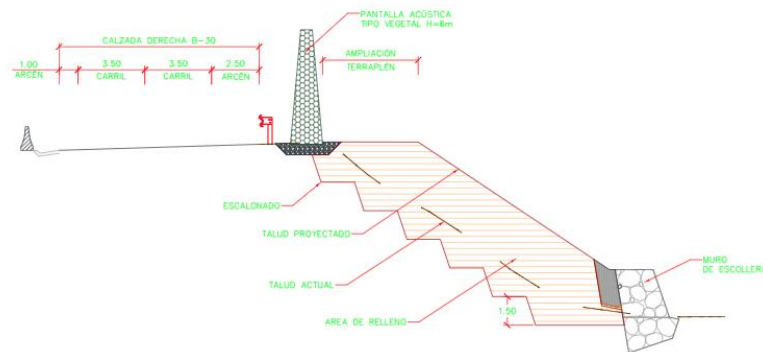 PANTALLA ACÚSTICA
TIPO VEGETAL H=6m
CALZADA DERECHA B-30
AMPLIACIÓN
TERRAPLÉN
1.00 3.50 3.50 2.50
ARCÉN CARRIL CARRIL ARCÉN
ESCALONADO
TALUD PROYECTADO
MURO
DE ESCOLLERA
TALUD ACTUAL
1.50
AREA DE RELLENO